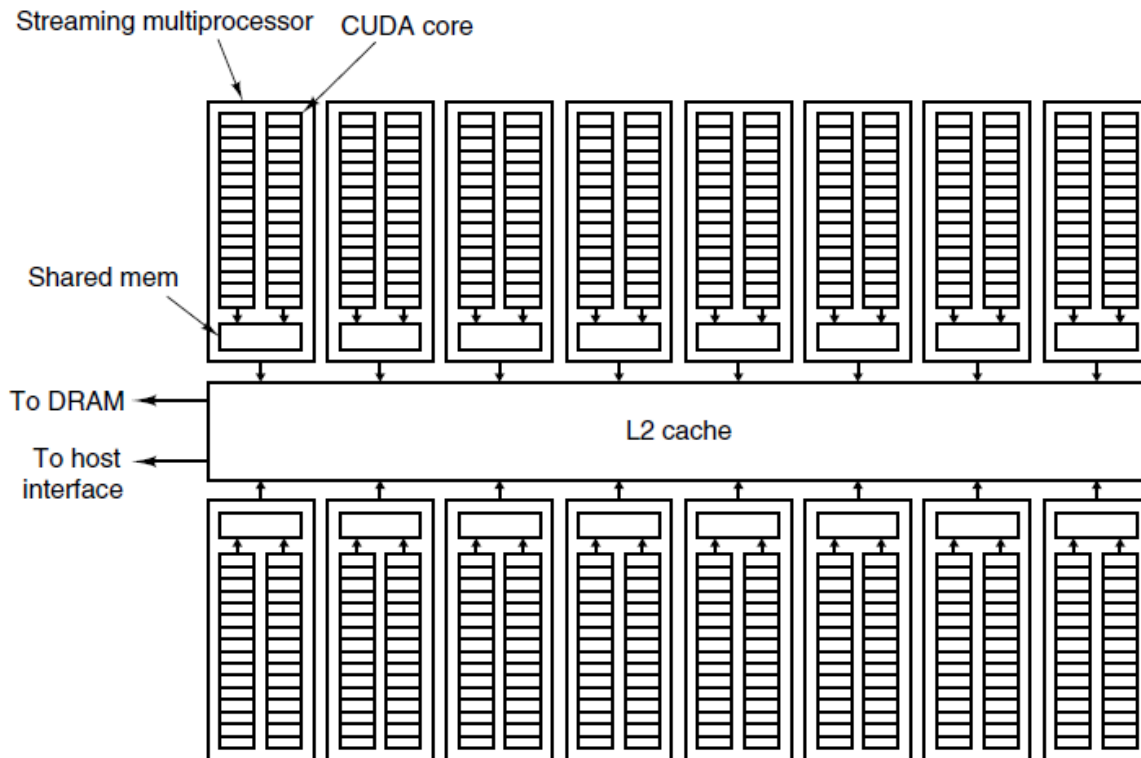 Streaming multiprocessor
CUDA core
Shared mem
To DRAM
L2 cache
To host
interface